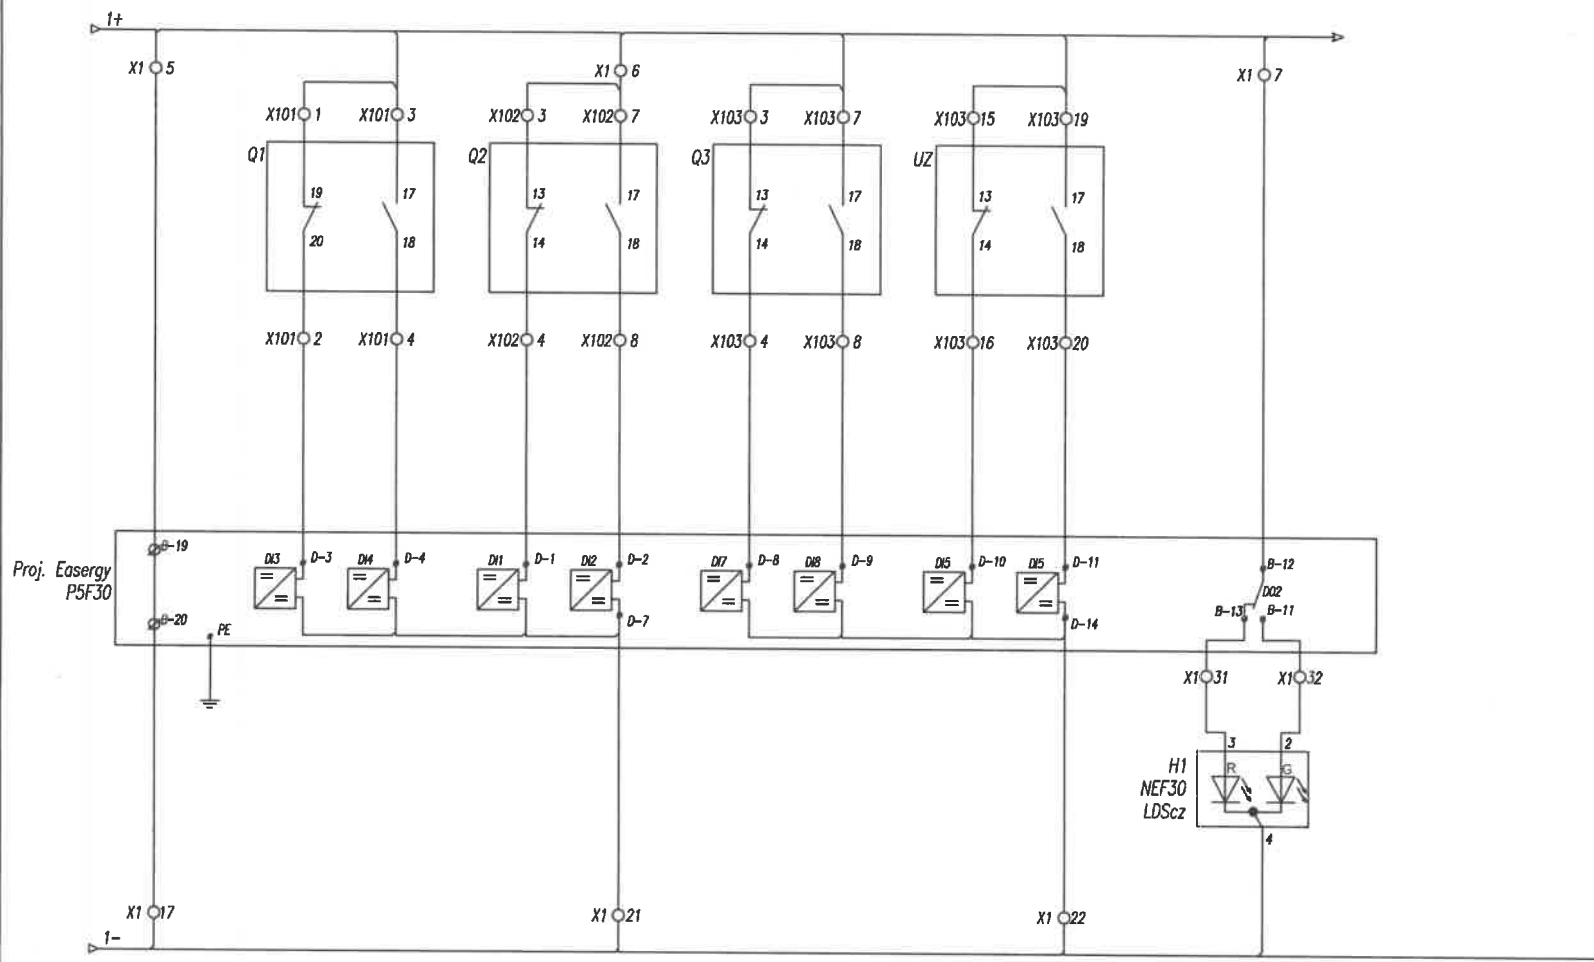 1+
X1 5
X1 6
X1 7
X101 1
X101 3
X102 3
X102 7
X103 3
X103 7
X103 15
X103 19
Q1
Q2
Q3
UZ
19
17
13
17
13
17
13
17
20
18
14
18
14
18
14
18
X101 2
X101 4
X102 4
X102 8
X103 4
X103 8
X103 16
X103 20
Proj. Easergy
P5F30
B-19
DI3
D-3
DI4
D-4
DI1
D-1
DI2
D-2
DI7
D-8
DI8
D-9
DI5
D-10
DI5
D-11
B-12
DO2
B-13
B-11
B-20
PE
D-7
D-14
X1 31
X1 32
3
2
H1
NEF30
LDScz
R
G
4
X1 17
X1 21
X1 22
1-